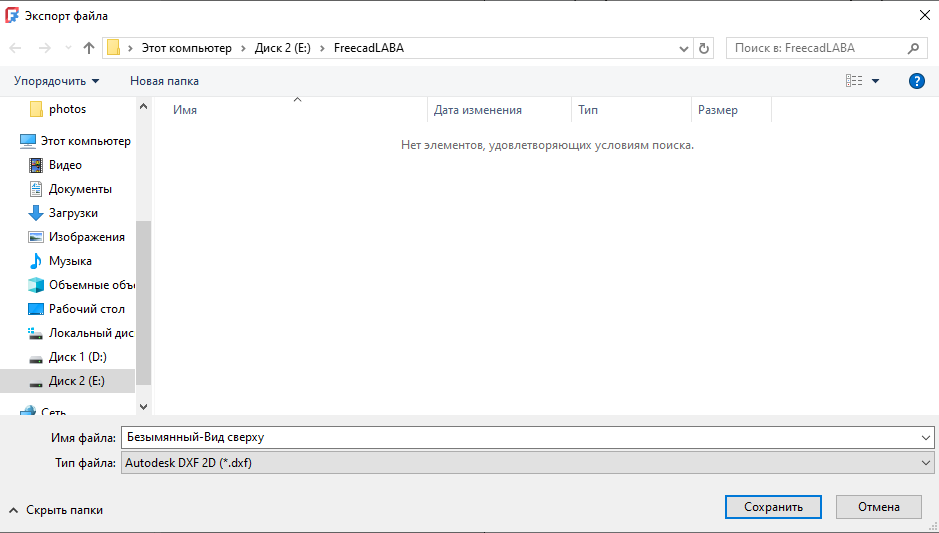 Экспорт файла
Этот компьютер Диск 2 (E:) FreecadLABA Поиск в: FreecadLABA
Упорядочить Новая папка ?
Имя Дата изменения Тип Размер
Нет элементов, удовлетворяющих условиям поиска.
photos
Этот компьютер
Видео
Документы
Загрузки
Изображения
Музыка
Объемные объ
Рабочий стол
Локальный дис
Диск 1 (D:)
Диск 2 (E:)
Сеть
Имя файла: Безымянный-Вид сверху
Тип файла: Autodesk DXF 2D (*.dxf)
Скрыть папки Сохранить Отмена